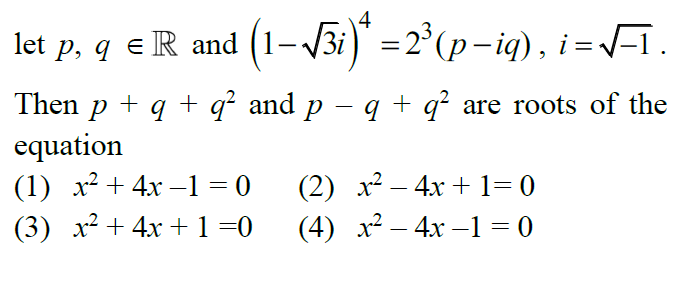 let p, q ∈ ℝ and (1−√3i)⁴ = 2³(p−iq), i = √−1.
Then p + q + q² and p − q + q² are roots of the
equation
(1) x² + 4x −1 = 0 (2) x² – 4x + 1= 0
(3) x² + 4x + 1 =0 (4) x² – 4x −1 = 0